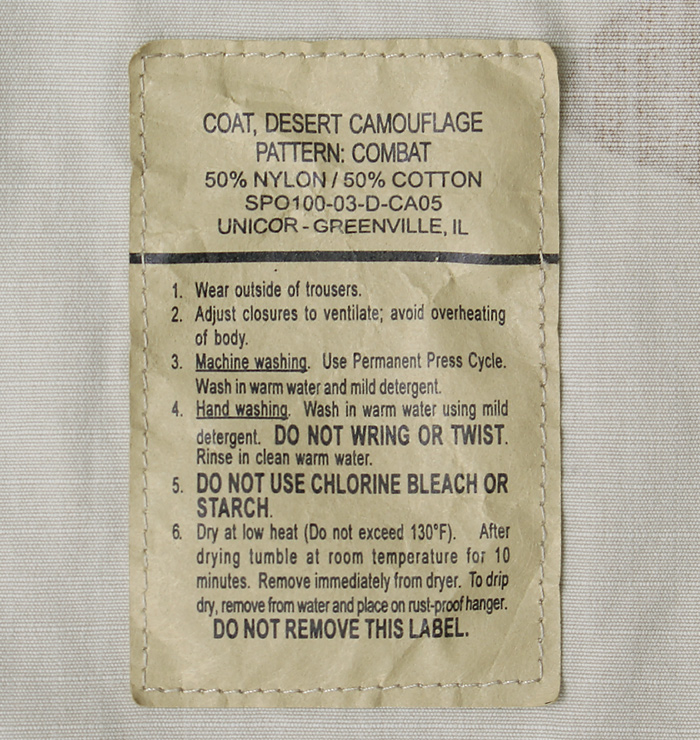 COAT, DESERT CAMOUFLAGE
PATTERN: COMBAT
50% NYLON / 50% COTTON
SPO100-03-D-CA05
UNICOR - GREENVILLE, IL
1. Wear outside of trousers.
2. Adjust closures to ventilate; avoid overheating
of body.
3. Machine washing. Use Permanent Press Cycle.
Wash in warm water and mild detergent.
4. Hand washing. Wash in warm water using mild
detergent. DO NOT WRING OR TWIST.
Rinse in clean warm water.
5. DO NOT USE CHLORINE BLEACH OR
STARCH.
6. Dry at low heat (Do not exceed 130°F). After
drying tumble at room temperature for 10
minutes. Remove immediately from dryer. To drip
dry, remove from water and place on rust-proof hanger.
DO NOT REMOVE THIS LABEL.